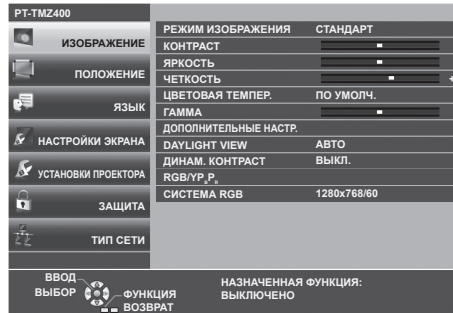 PT-TMZ400
ИЗОБРАЖЕНИЕ
ПОЛОЖЕНИЕ
ЯЗЫК
НАСТРОЙКИ ЭКРАНА
УСТАНОВКИ ПРОЕКТОРА
ЗАЩИТА
ТИП СЕТИ
РЕЖИМ ИЗОБРАЖЕНИЯ СТАНДАРТ
КОНТРАСТ
ЯРКОСТЬ
ЧЕТКОСТЬ +
ЦВЕТОВАЯ ТЕМПЕР. ПО УМОЛЧ.
ГАММА
ДОПОЛНИТЕЛЬНЫЕ НАСТР.
DAYLIGHT VIEW АВТО
ДИНАМ. КОНТРАСТ ВЫКЛ.
RGB/YPBPR
СИСТЕМА RGB 1280x768/60
ВВОД
ВЫБОР
ФУНКЦИЯ
ВОЗВРАТ
НАЗНАЧЕННАЯ ФУНКЦИЯ:
ВЫКЛЮЧЕНО